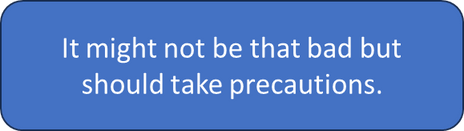 It might not be that bad but
should take precautions.